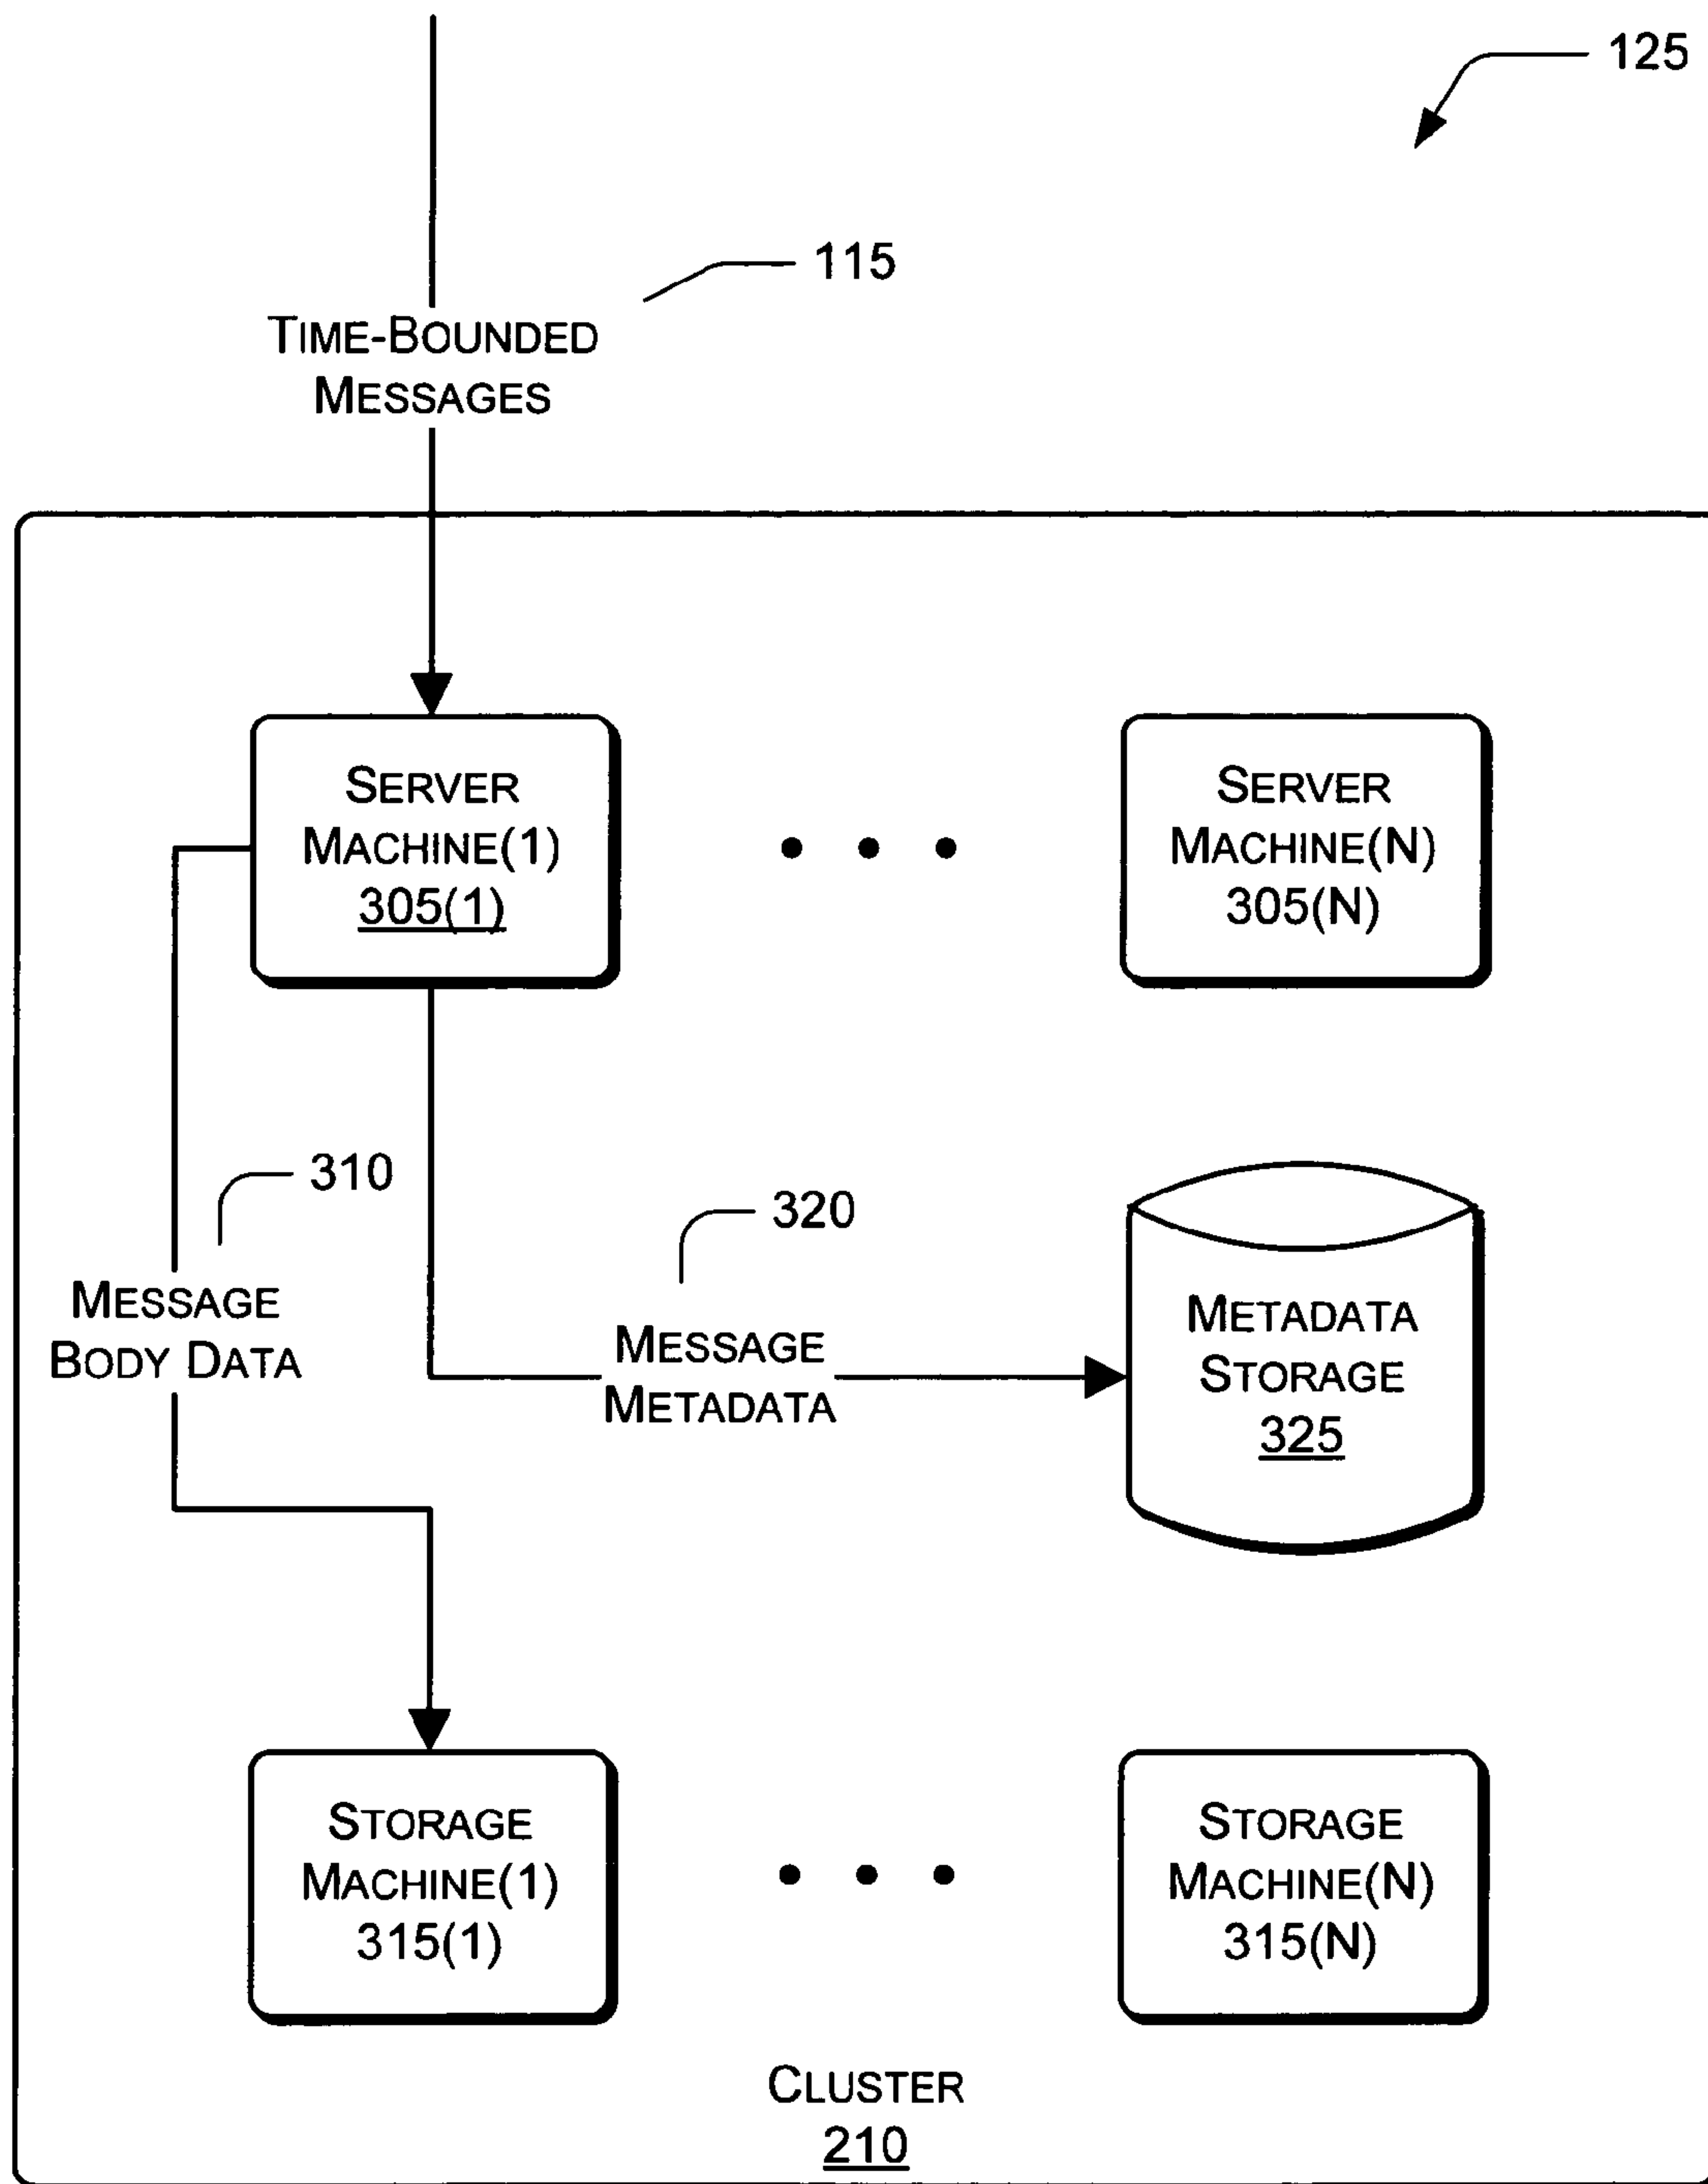 125
115
TIME-BOUNDED
MESSAGES
SERVER
MACHINE(1)
305(1)
• • •
SERVER
MACHINE(N)
305(N)
310
320
MESSAGE
BODY DATA
MESSAGE
METADATA
METADATA
STORAGE
325
STORAGE
MACHINE(1)
315(1)
• • •
STORAGE
MACHINE(N)
315(N)
CLUSTER
210